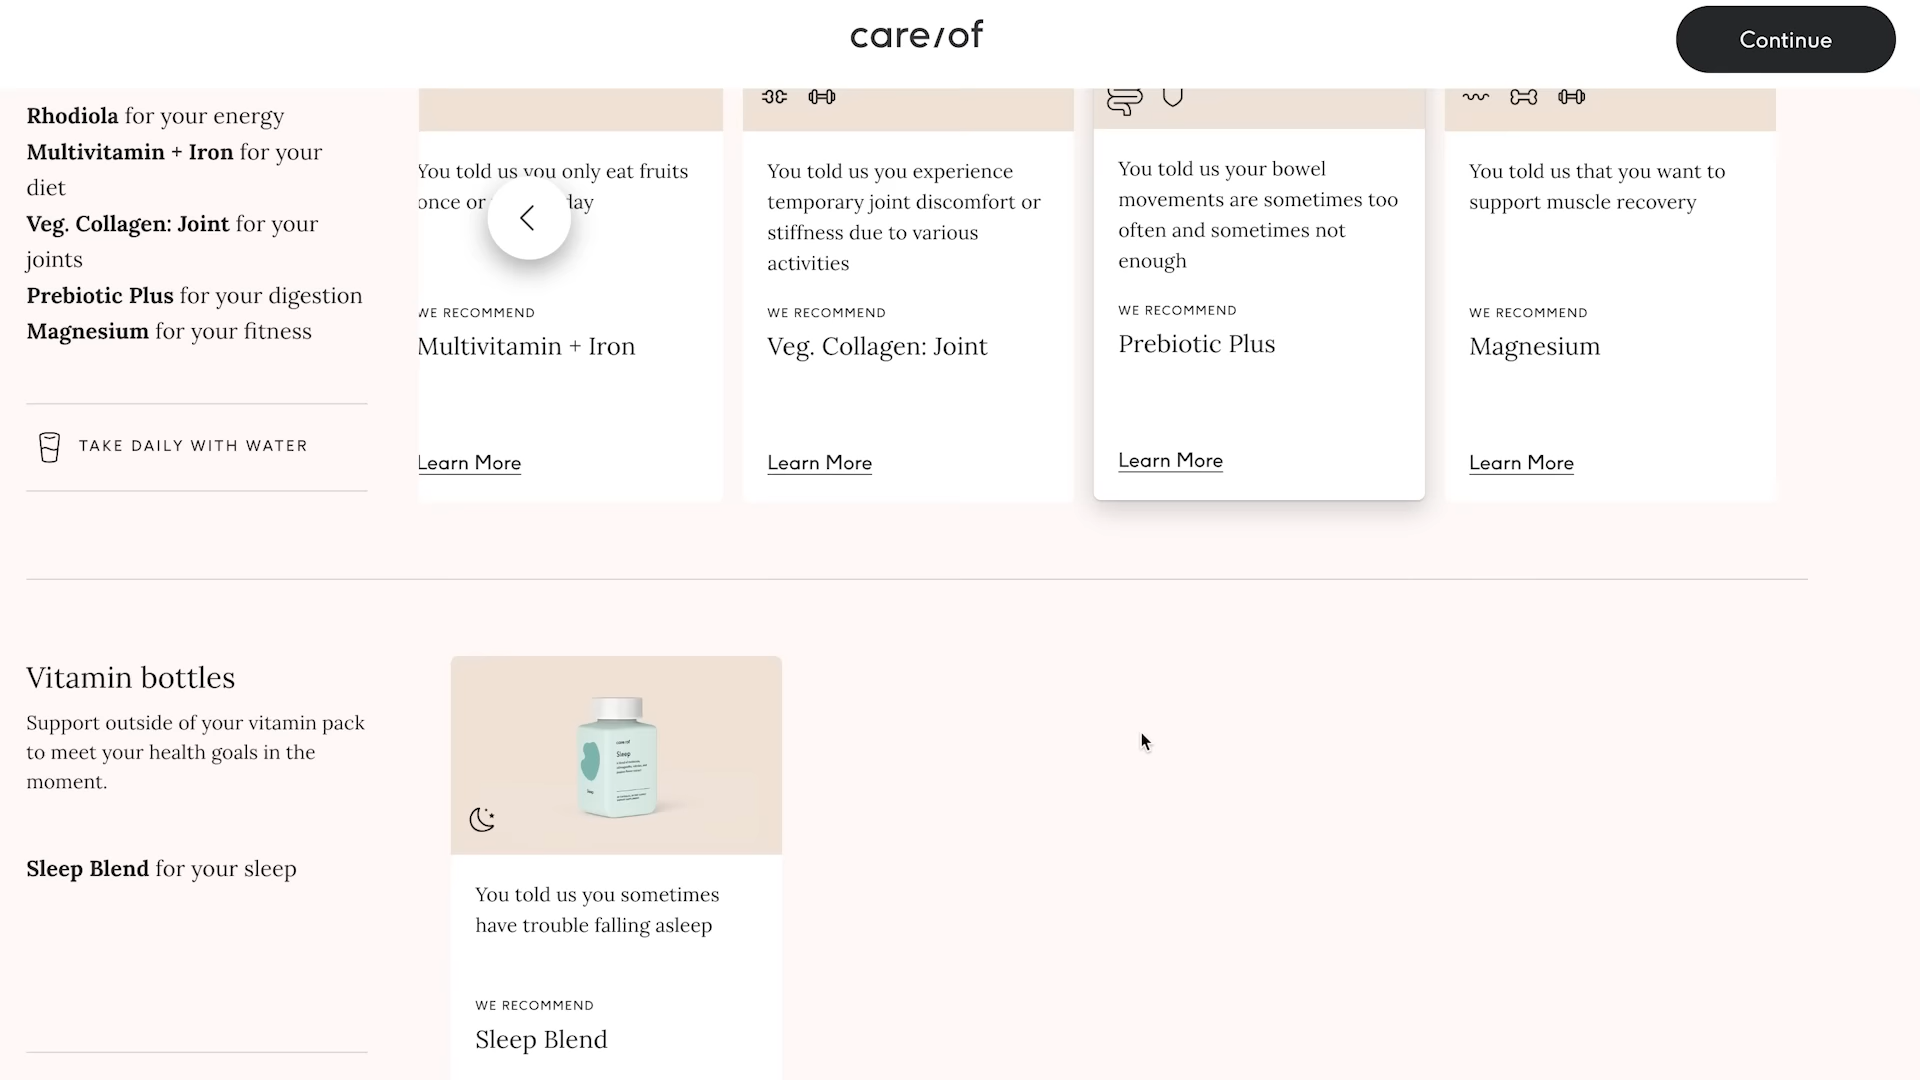 care/of
Continue
Rhodiola for your energy
Multivitamin + Iron for your
diet
Veg. Collagen: Joint for your
joints
Prebiotic Plus for your digestion
Magnesium for your fitness
TAKE DAILY WITH WATER
You told us you only eat fruits
once or day
WE RECOMMEND
Multivitamin + Iron
Learn More
You told us you experience
temporary joint discomfort or
stiffness due to various
activities
WE RECOMMEND
Veg. Collagen: Joint
Learn More
You told us your bowel
movements are sometimes too
often and sometimes not
enough
WE RECOMMEND
Prebiotic Plus
Learn More
You told us that you want to
support muscle recovery
WE RECOMMEND
Magnesium
Learn More
Vitamin bottles
Support outside of your vitamin pack
to meet your health goals in the
moment.
Sleep Blend for your sleep
care/of
Sleep
You told us you sometimes
have trouble falling asleep
WE RECOMMEND
Sleep Blend